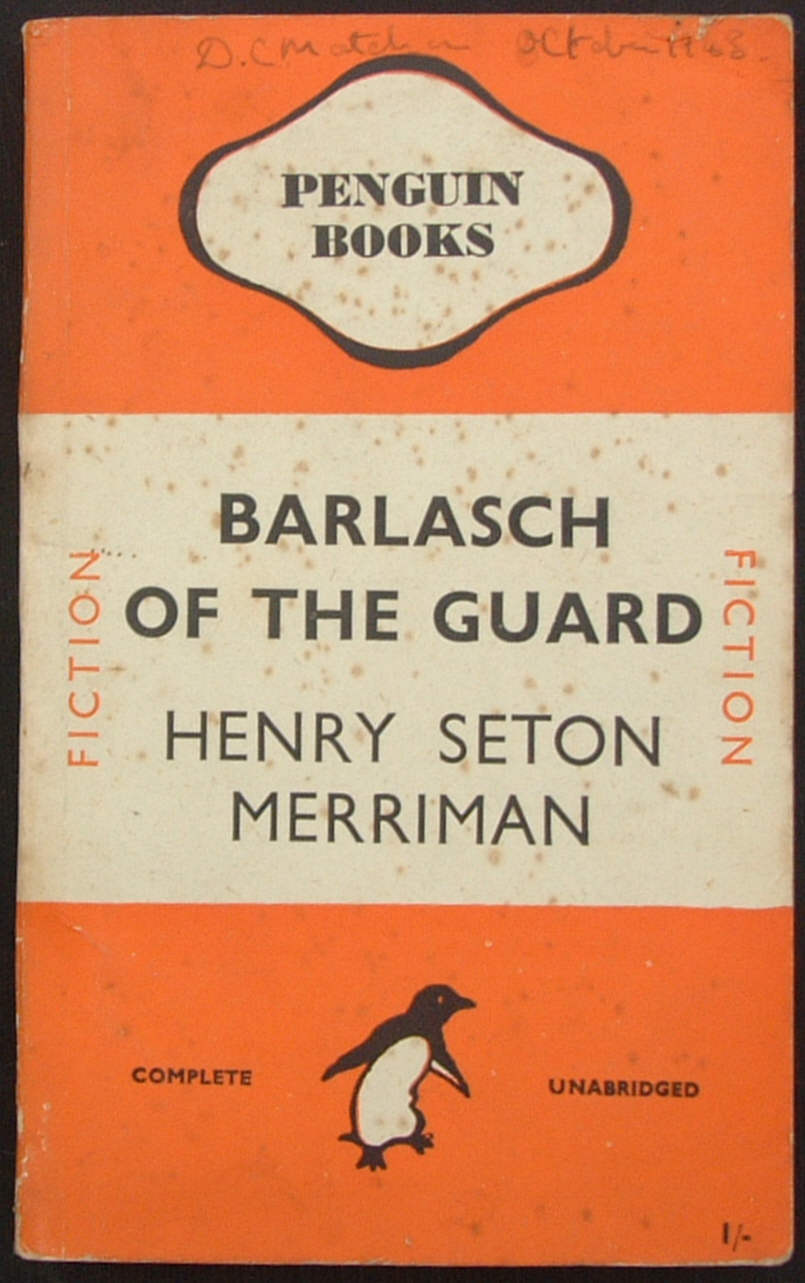 D.C.
PENGUIN
BOOKS
BARLASCH
OF THE GUARD
FICTION
FICTION
HENRY SETON
MERRIMAN
COMPLETE
UNABRIDGED
1/-